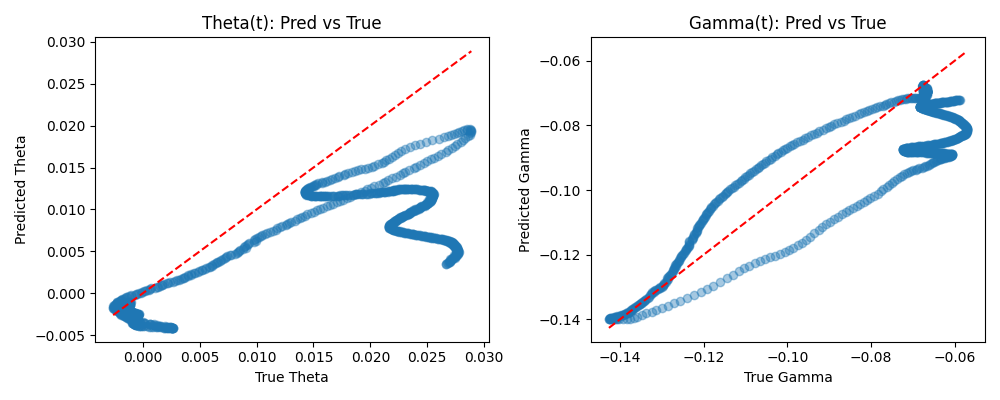 Theta(t): Pred vs True
Predicted Theta
0.030
0.025
0.020
0.015
0.010
0.005
0.000
−0.005
0.000 0.005 0.010 0.015 0.020 0.025 0.030
True Theta
Gamma(t): Pred vs True
Predicted Gamma
−0.06
−0.08
−0.10
−0.12
−0.14
−0.14 −0.12 −0.10 −0.08 −0.06
True Gamma